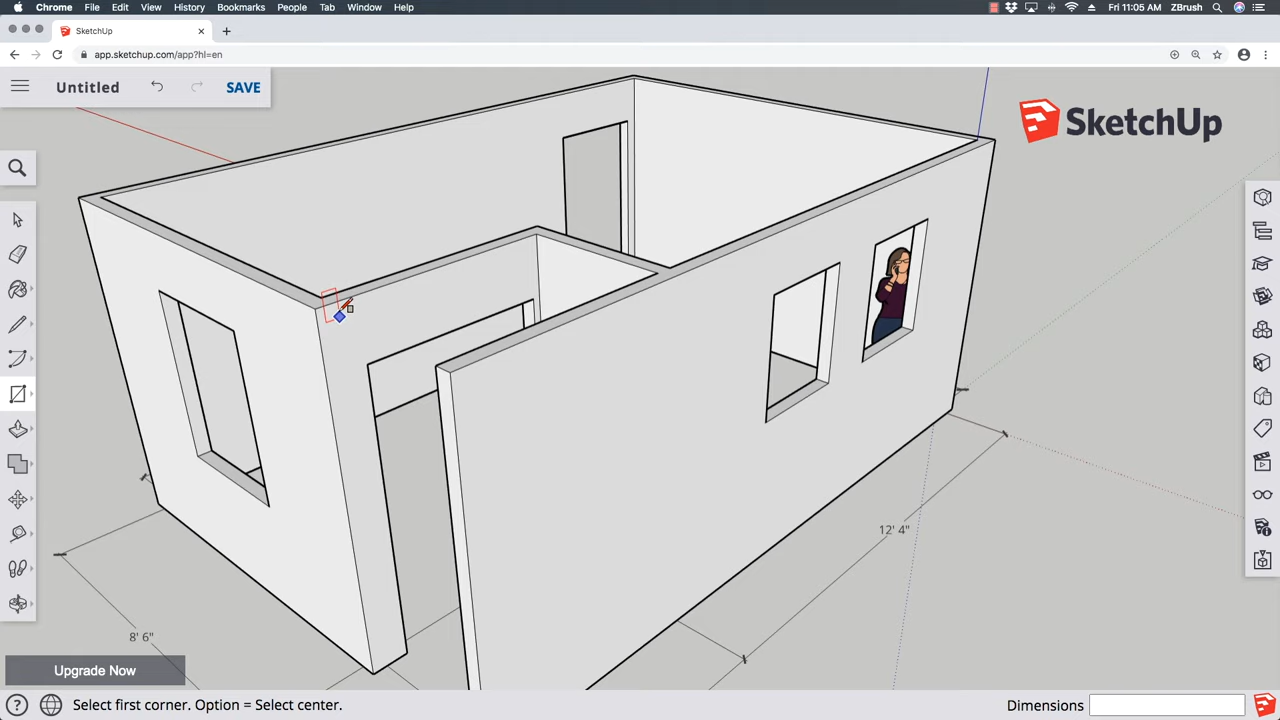 Chrome File Edit View History Bookmarks People Tab Window Help Fri 11:05 AM ZBrush
SketchUp
app.sketchup.com/app?hl=en
Untitled SAVE
SketchUp
12' 4"
8' 6"
Upgrade Now
Select first corner. Option = Select center. Dimensions